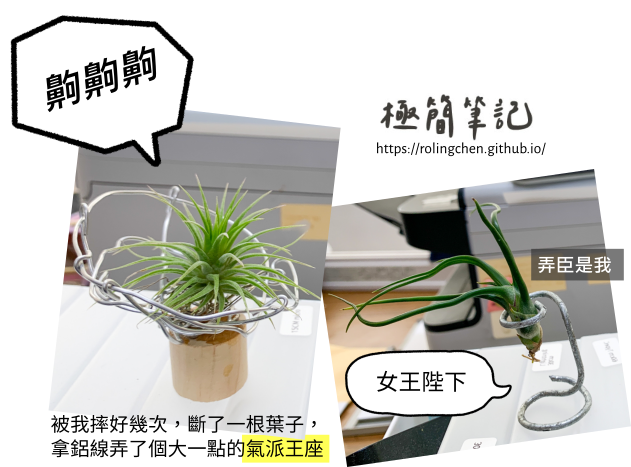 齁齁齁
極簡筆記
https://rolingchen.github.io/
弄臣是我
女王陛下
被我摔好幾次，斷了一根葉子，
拿鋁線弄了個大一點的氣派王座